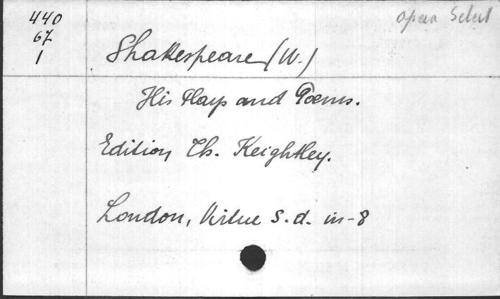 440
67
1
opera Select
Shakespeare (W.)
His Plays and Poems.
Edition Th. Keightley.
London, Virtue s.d. in-8